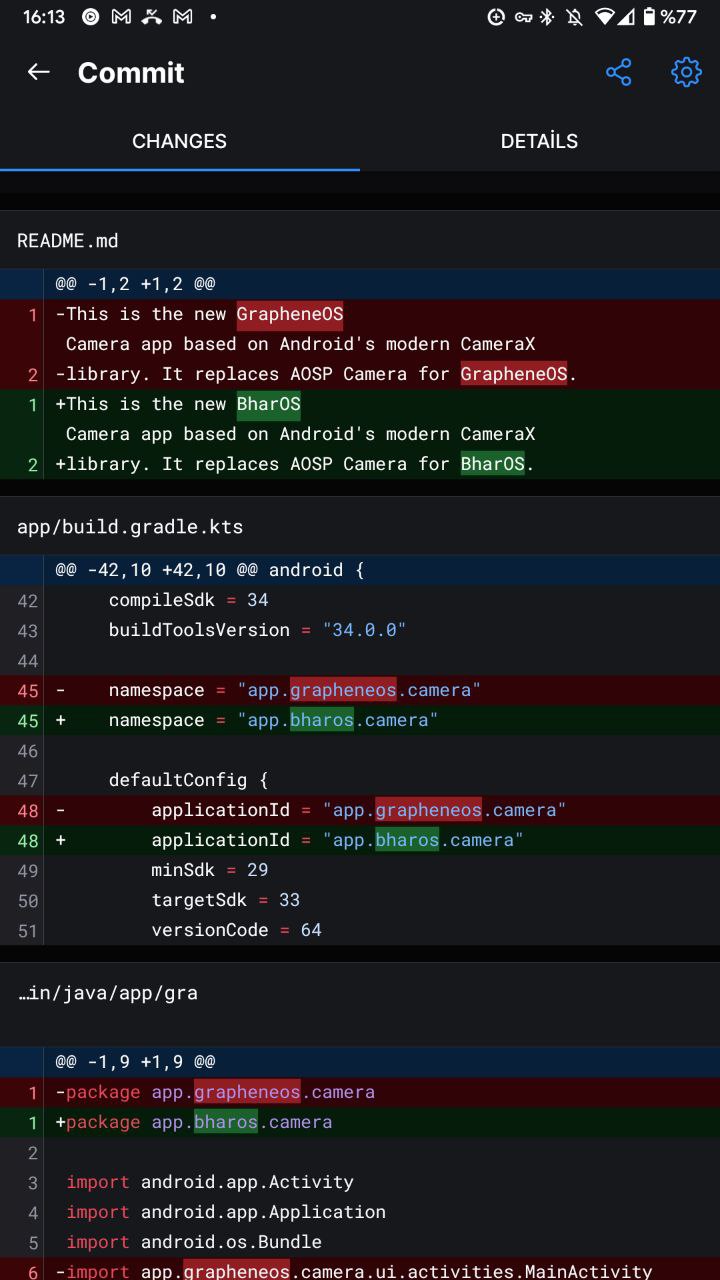 16:13 %77
Commit
CHANGES DETAİLS
README.md
@@ -1,2 +1,2 @@
1 -This is the new GrapheneOS
Camera app based on Android's modern CameraX
2 -library. It replaces AOSP Camera for GrapheneOS.
1 +This is the new BharOS
Camera app based on Android's modern CameraX
2 +library. It replaces AOSP Camera for BharOS.
app/build.gradle.kts
@@ -42,10 +42,10 @@ android {
42 compileSdk = 34
43 buildToolsVersion = "34.0.0"
44
45 - namespace = "app.grapheneos.camera"
45 + namespace = "app.bharos.camera"
46
47 defaultConfig {
48 - applicationId = "app.grapheneos.camera"
48 + applicationId = "app.bharos.camera"
49 minSdk = 29
50 targetSdk = 33
51 versionCode = 64
…in/java/app/gra
@@ -1,9 +1,9 @@
1 -package app.grapheneos.camera
1 +package app.bharos.camera
2
3 import android.app.Activity
4 import android.app.Application
5 import android.os.Bundle
6 -import app.grapheneos.camera.ui.activities.MainActivity